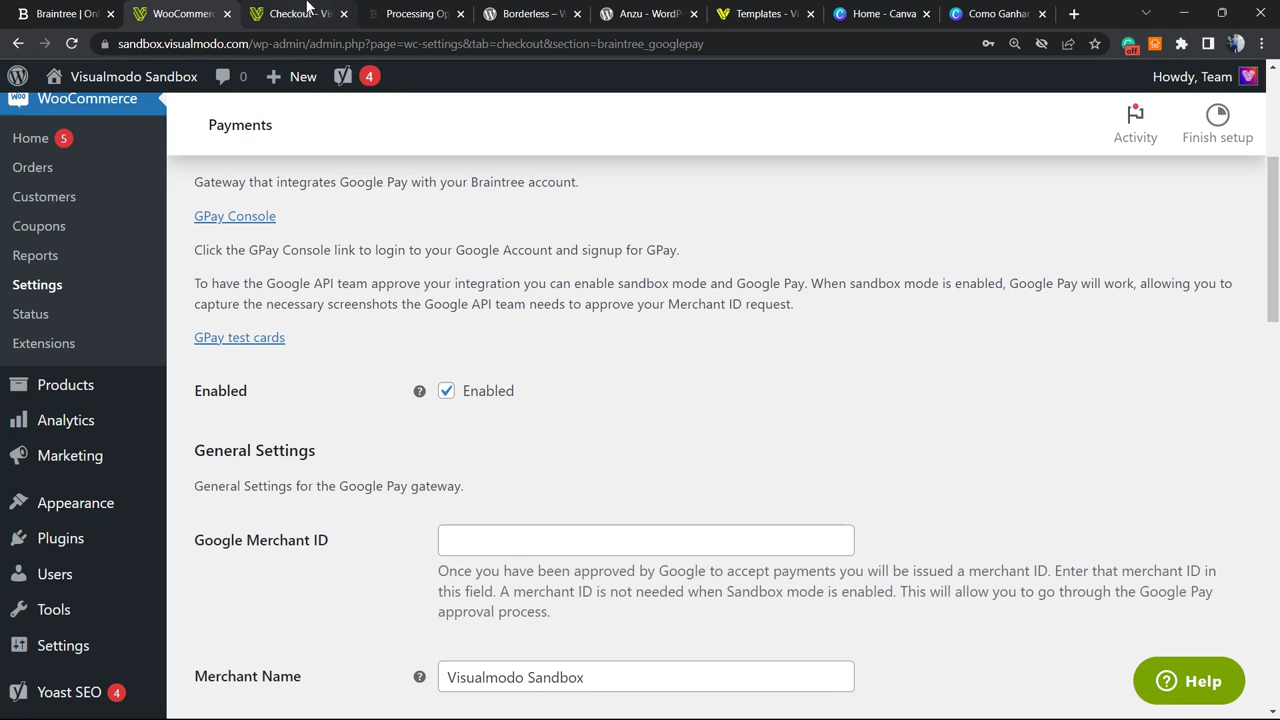 Braintree | Onl
WooCommerc
Checkout - Vi
Processing Op
Borderless – W
Anzu - WordPr
Templates - Vi
Home - Canva
Como Ganhar
sandbox.visualmodo.com/wp-admin/admin.php?page=wc-settings&tab=checkout&section=braintree_googlepay
Visualmodo Sandbox
0
New
4
Howdy, Team
WooCommerce
Home 5
Orders
Customers
Coupons
Reports
Settings
Status
Extensions
Products
Analytics
Marketing
Appearance
Plugins
Users
Tools
Settings
Yoast SEO 4
Payments
Activity
Finish setup
Gateway that integrates Google Pay with your Braintree account.
GPay Console
Click the GPay Console link to login to your Google Account and signup for GPay.
To have the Google API team approve your integration you can enable sandbox mode and Google Pay. When sandbox mode is enabled, Google Pay will work, allowing you to
capture the necessary screenshots the Google API team needs to approve your Merchant ID request.
GPay test cards
Enabled
Enabled
General Settings
General Settings for the Google Pay gateway.
Google Merchant ID
Once you have been approved by Google to accept payments you will be issued a merchant ID. Enter that merchant ID in
this field. A merchant ID is not needed when Sandbox mode is enabled. This will allow you to go through the Google Pay
approval process.
Merchant Name
Visualmodo Sandbox
Help
off